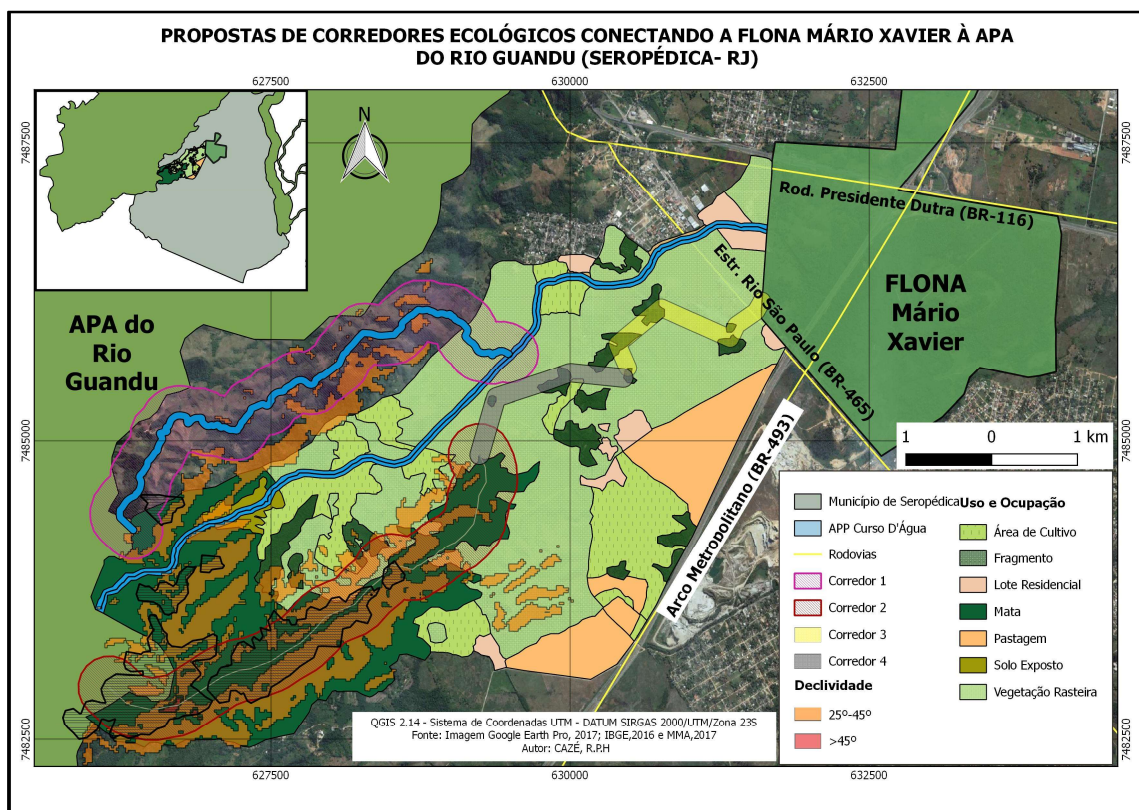 PROPOSTAS DE CORREDORES ECOLÓGICOS CONECTANDO A FLONA MÁRIO XAVIER À APA
DO RIO GUANDU (SEROPÉDICA- RJ)
627500
630000
632500
N
7487500
7487500
Rod. Presidente Dutra (BR-116)
Estr. Rio São Paulo (BR-465)
FLONA
Mário
Xavier
APA do
Rio
Guandu
7485000
7485000
1 0 1 km
Arco Metropolitano (BR-493)
Município de Seropédica
APP Curso D'Água
Rodovias
Corredor 1
Corredor 2
Corredor 3
Corredor 4
Declividade
25º-45º
>45º
Uso e Ocupação
Área de Cultivo
Fragmento
Lote Residencial
Mata
Pastagem
Solo Exposto
Vegetação Rasteira
QGIS 2.14 - Sistema de Coordenadas UTM - DATUM SIRGAS 2000/UTM/Zona 23S
Fonte: Imagem Google Earth Pro, 2017; IBGE,2016 e MMA,2017
Autor: CAZÉ, R.P.H
7482500
7482500
627500
630000
632500